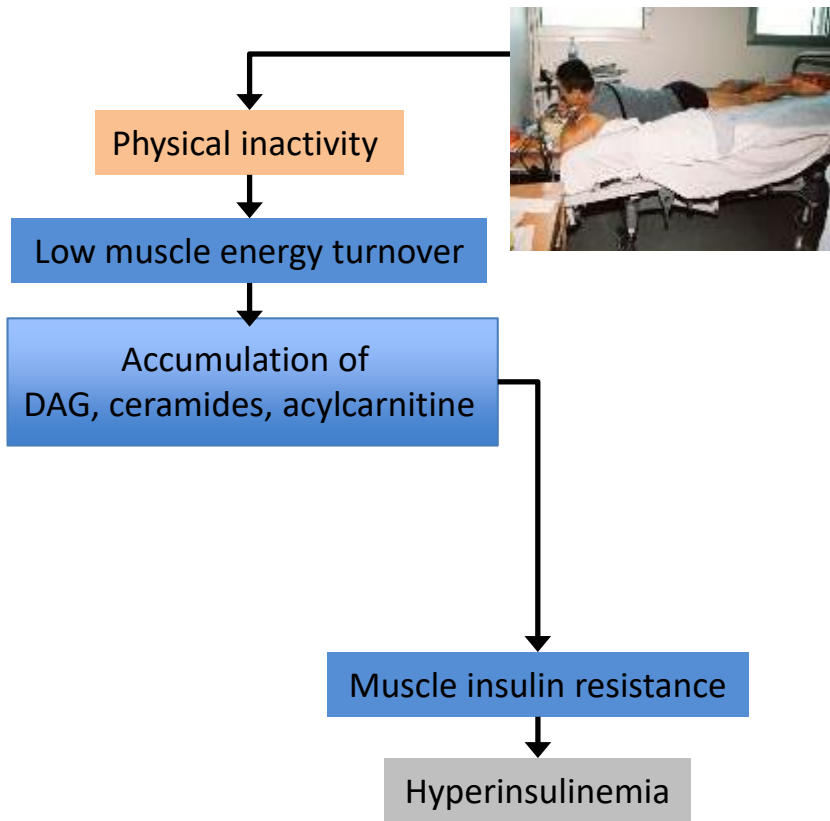 Physical inactivity
Low muscle energy turnover
Accumulation of
DAG, ceramides, acylcarnitine
Muscle insulin resistance
Hyperinsulinemia